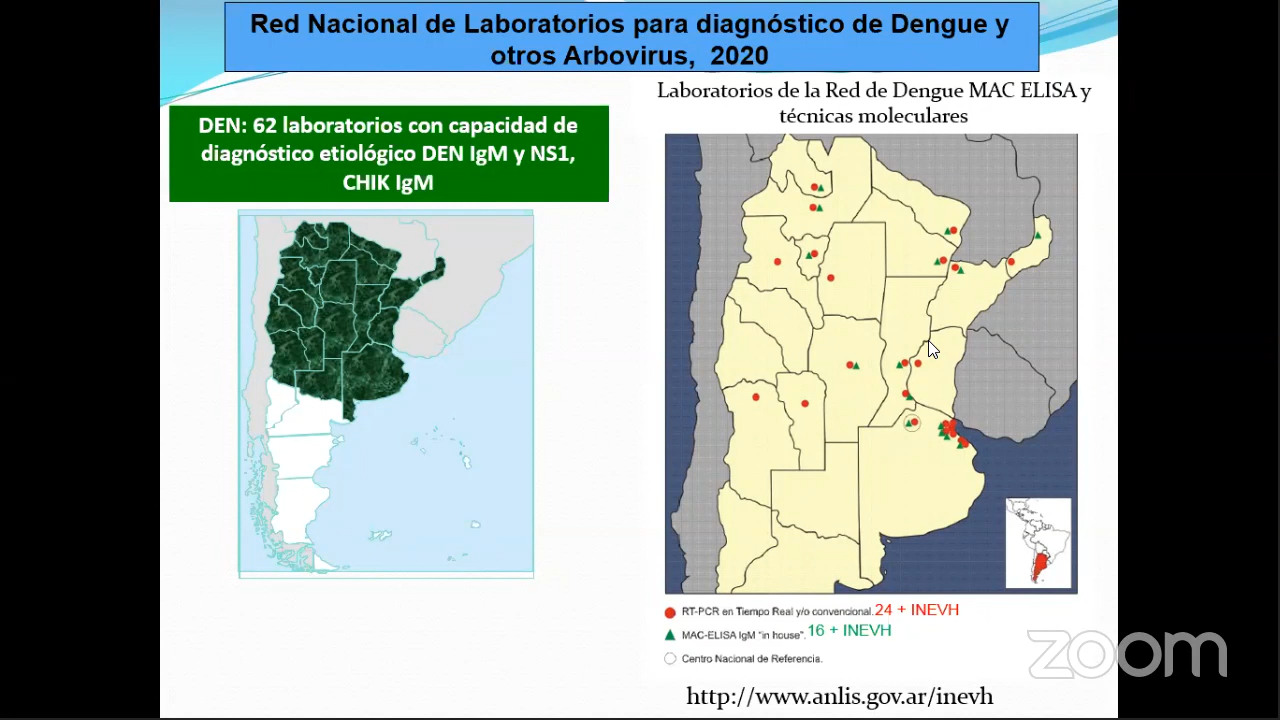 Red Nacional de Laboratorios para diagnóstico de Dengue y
otros Arbovirus, 2020
DEN: 62 laboratorios con capacidad de
diagnóstico etiológico DEN IgM y NS1,
CHIK IgM
Laboratorios de la Red de Dengue MAC ELISA y
técnicas moleculares
RT-PCR en Tiempo Real y/o convencional. 24 + INEVH
MAC-ELISA IgM "in house". 16 + INEVH
Centro Nacional de Referencia.
http://www.anlis.gov.ar/inevh
zoom